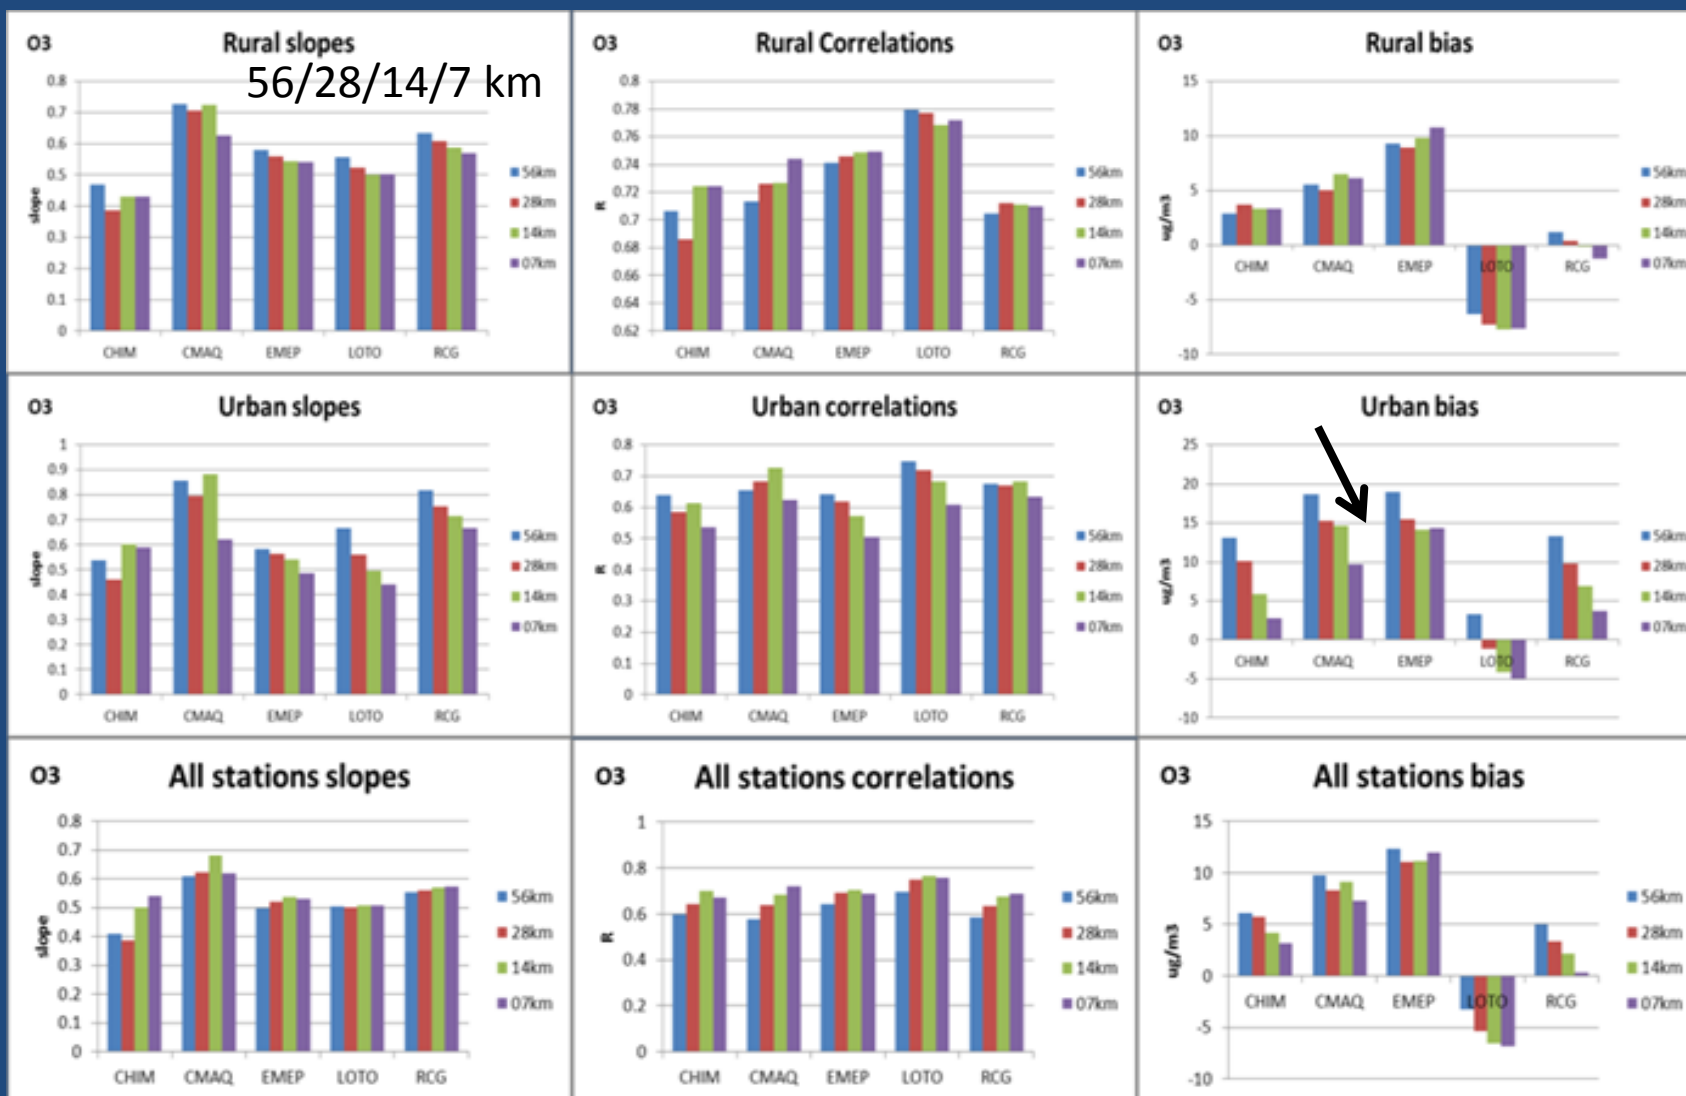 O3 Rural slopes
56/28/14/7 km
0.8
0.7
0.6
0.5
0.4
0.3
0.2
0.1
0
slope
CHIM CMAQ EMEP LOTO RCG
56km
28km
14km
07km
O3 Rural Correlations
0.8
0.78
0.76
0.74
0.72
0.7
0.68
0.66
0.64
0.62
R
CHIM CMAQ EMEP LOTO RCG
56km
28km
14km
07km
O3 Rural bias
15
10
5
0
-5
-10
ug/m3
CHIM CMAQ EMEP LOTO RCG
56km
28km
14km
07km
O3 Urban slopes
1
0.9
0.8
0.7
0.6
0.5
0.4
0.3
0.2
0.1
0
slope
CHIM CMAQ EMEP LOTO RCG
56km
28km
14km
07km
O3 Urban correlations
0.8
0.7
0.6
0.5
0.4
0.3
0.2
0.1
0
R
CHIM CMAQ EMEP LOTO RCG
56km
28km
14km
07km
O3 Urban bias
25
20
15
10
5
0
-5
-10
ug/m3
CHIM CMAQ EMEP LOTO RCG
56km
28km
14km
07km
O3 All stations slopes
0.8
0.7
0.6
0.5
0.4
0.3
0.2
0.1
0
slope
CHIM CMAQ EMEP LOTO RCG
56km
28km
14km
07km
O3 All stations correlations
1
0.8
0.6
0.4
0.2
0
R
CHIM CMAQ EMEP LOTO RCG
56km
28km
14km
07km
O3 All stations bias
15
10
5
0
-5
-10
ug/m3
CHIM CMAQ EMEP LOTO RCG
56km
28km
14km
07km